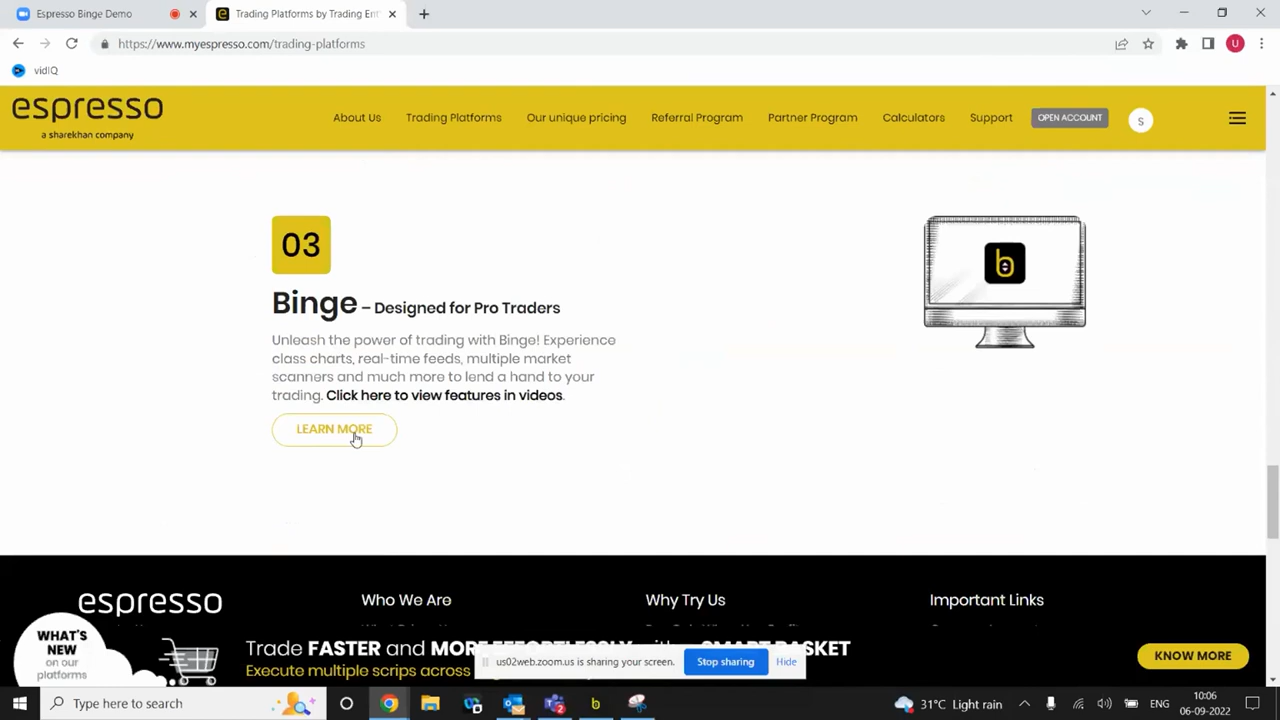 Espresso Binge Demo
Trading Platforms by Trading Ent
https://www.myespresso.com/trading-platforms
U
vidIQ
espresso
a sharekhan company
About Us
Trading Platforms
Our unique pricing
Referral Program
Partner Program
Calculators
Support
OPEN ACCOUNT
S
03
Binge – Designed for Pro Traders
Unleash the power of trading with Binge! Experience
class charts, real-time feeds, multiple market
scanners and much more to lend a hand to your
trading. Click here to view features in videos.
LEARN MORE
b
espresso
Who We Are
Why Try Us
Important Links
WHAT'S
NEW
on our
platforms
Trade FASTER and MORE EFFORTLESSLY SMART BASKET
Execute multiple scrips across
us02web.zoom.us is sharing your screen.
Stop sharing
Hide
KNOW MORE
Type here to search
31°C Light rain
ENG
10:06
06-09-2022